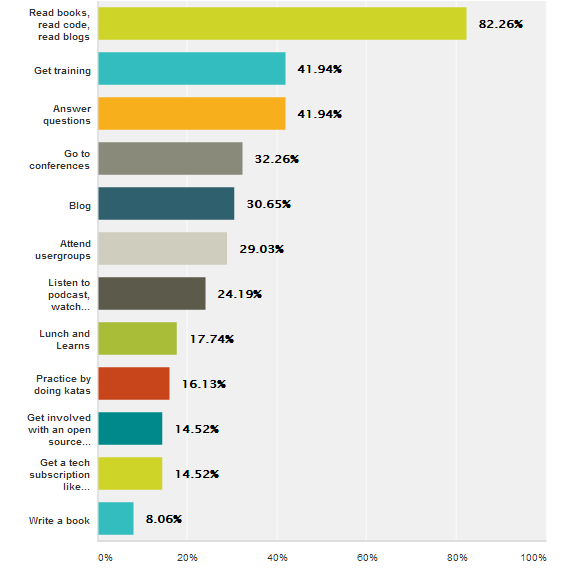 Read books,
read code,
read blogs
82.26%
Get training
41.94%
Answer
questions
41.94%
Go to
conferences
32.26%
Blog
30.65%
Attend
usergroups
29.03%
Listen to
podcast,
watch...
24.19%
Lunch and
Learns
17.74%
Practice by
doing katas
16.13%
Get involved
with an open
source...
14.52%
Get a tech
subscription
like...
14.52%
Write a book
8.06%
0% 20% 40% 60% 80% 100%